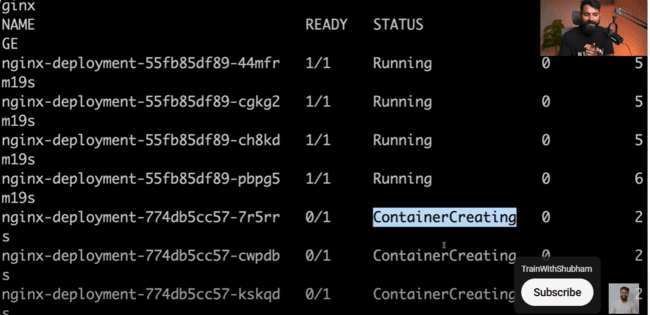 /ginx
NAME READY STATUS
GE
nginx-deployment-55fb85df89-44mfr 1/1 Running 0 5
m19s
nginx-deployment-55fb85df89-cgkg2 1/1 Running 0 5
m19s
nginx-deployment-55fb85df89-ch8kd 1/1 Running 0 5
m19s
nginx-deployment-55fb85df89-pbpg5 1/1 Running 0 6
m19s
nginx-deployment-774db5cc57-7r5rr 0/1 ContainerCreating 0 2
s
nginx-deployment-774db5cc57-cwpdb 0/1 ContainerCreating 0 2
s
nginx-deployment-774db5cc57-kskqd 0/1 ContainerCreating 2
s
TrainWithShubham
Subscribe